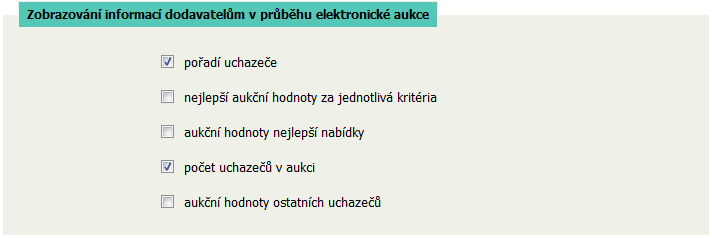 Zobrazování informací dodavatelům v průběhu elektronické aukce
pořadí uchazeče
nejlepší aukční hodnoty za jednotlivá kritéria
aukční hodnoty nejlepší nabídky
počet uchazečů v aukci
aukční hodnoty ostatních uchazečů